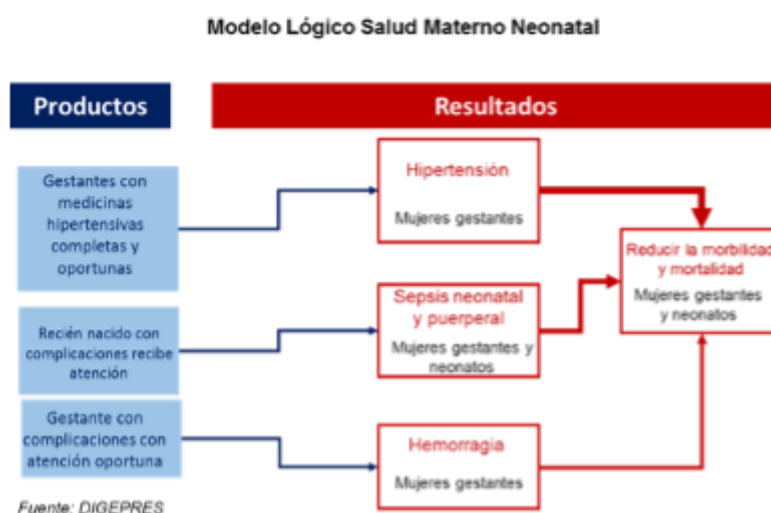 Modelo Lógico Salud Materno Neonatal
Productos
Resultados
Gestantes con
medicinas
hipertensivas
completas y
oportunas
Hipertensión
Mujeres gestantes
Reducir la morbilidad
y mortalidad
Mujeres gestantes
y neonatos
Recién nacido con
complicaciones recibe
atención
Sepsis neonatal
y puerperal
Mujeres gestantes y
neonatos
Gestante con
complicaciones con
atención oportuna
Hemorragia
Mujeres gestantes
Fuente: DIGEPRES